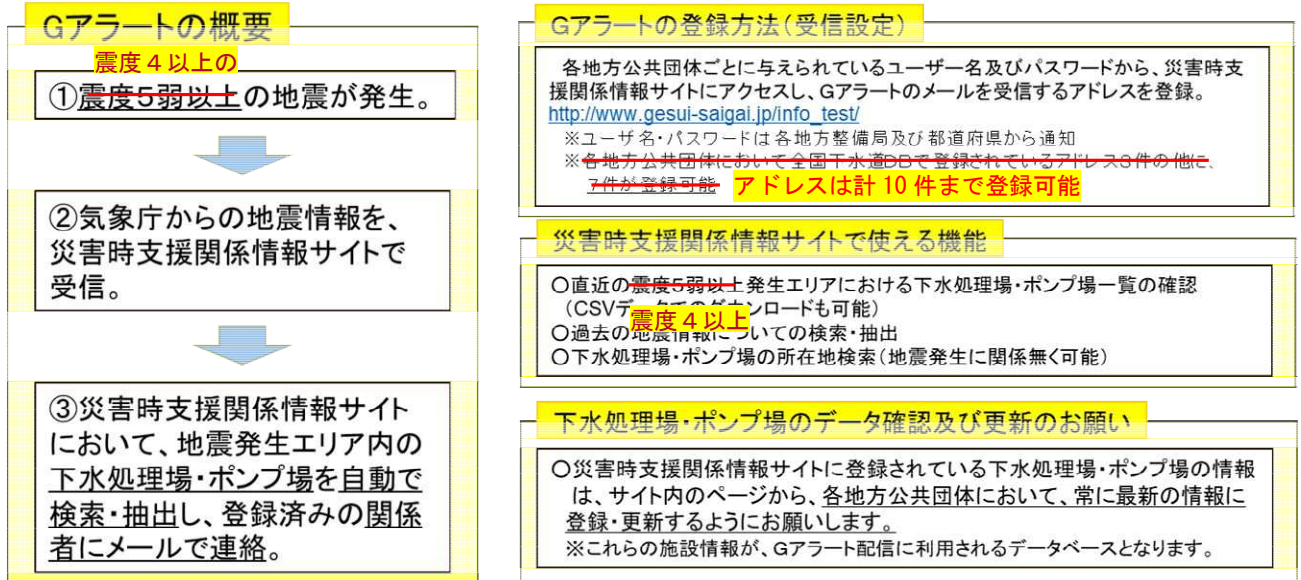 Gアラートの概要
震度4以上の
①震度5弱以上の地震が発生。
②気象庁からの地震情報を、
災害時支援関係情報サイトで
受信。
③災害時支援関係情報サイト
において、地震発生エリア内の
下水処理場・ポンプ場を自動で
検索・抽出し、登録済みの関係
者にメールで連絡。
Gアラートの登録方法(受信設定)
各地方公共団体ごとに与えられているユーザー名及びパスワードから、災害時支
援関係情報サイトにアクセスし、Gアラートのメールを受信するアドレスを登録。
http://www.gesui-saigai.jp/info_test/
※ユーザ名・パスワードは各地方整備局及び都道府県から通知
※各地方公共団体において全国下水道DBで登録されているアドレス3件の他に、
7件が登録可能 アドレスは計10件まで登録可能
災害時支援関係情報サイトで使える機能
〇直近の震度5弱以上発生エリアにおける下水処理場・ポンプ場一覧の確認
(CSVデータでのダウンロードも可能)
震度4以上
〇過去の地震情報についての検索・抽出
〇下水処理場・ポンプ場の所在地検索(地震発生に関係無く可能)
下水処理場・ポンプ場のデータ確認及び更新のお願い
〇災害時支援関係情報サイトに登録されている下水処理場・ポンプ場の情報
は、サイト内のページから、各地方公共団体において、常に最新の情報に
登録・更新するようにお願いします。
※これらの施設情報が、Gアラート配信に利用されるデータベースとなります。